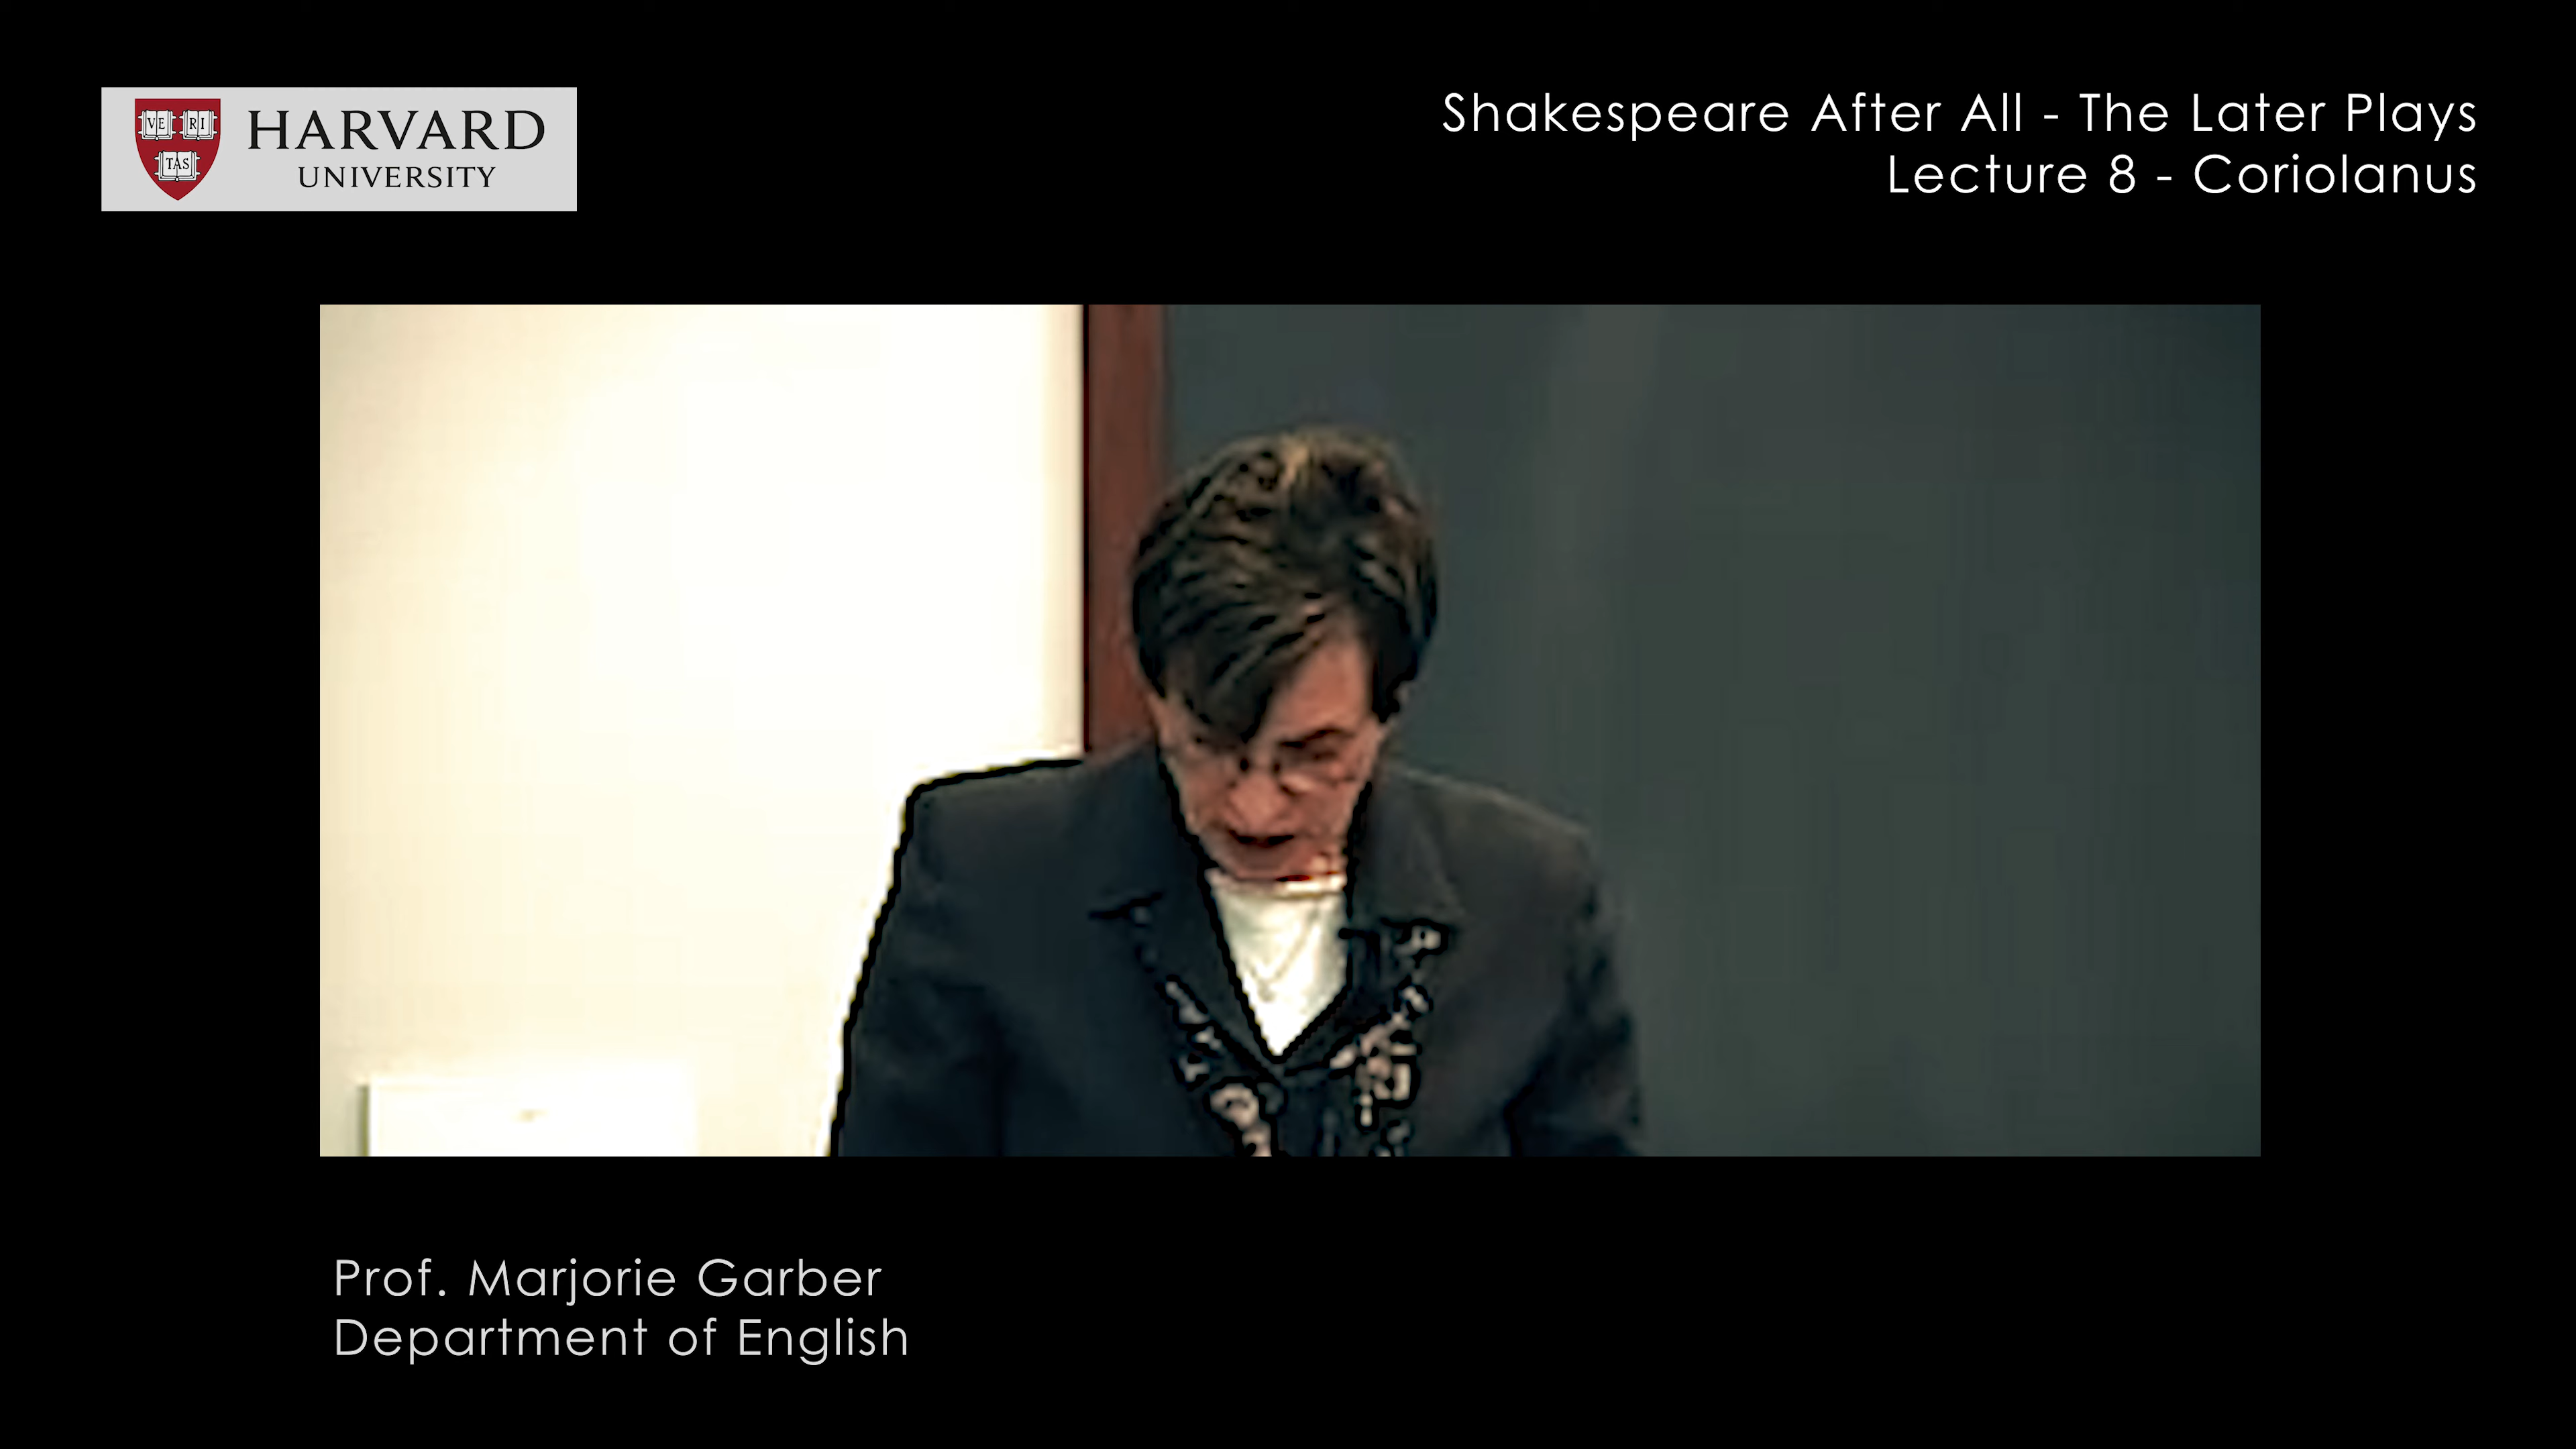 VE RI
TAS
HARVARD
UNIVERSITY
Shakespeare After All - The Later Plays
Lecture 8 - Coriolanus
Prof. Marjorie Garber
Department of English